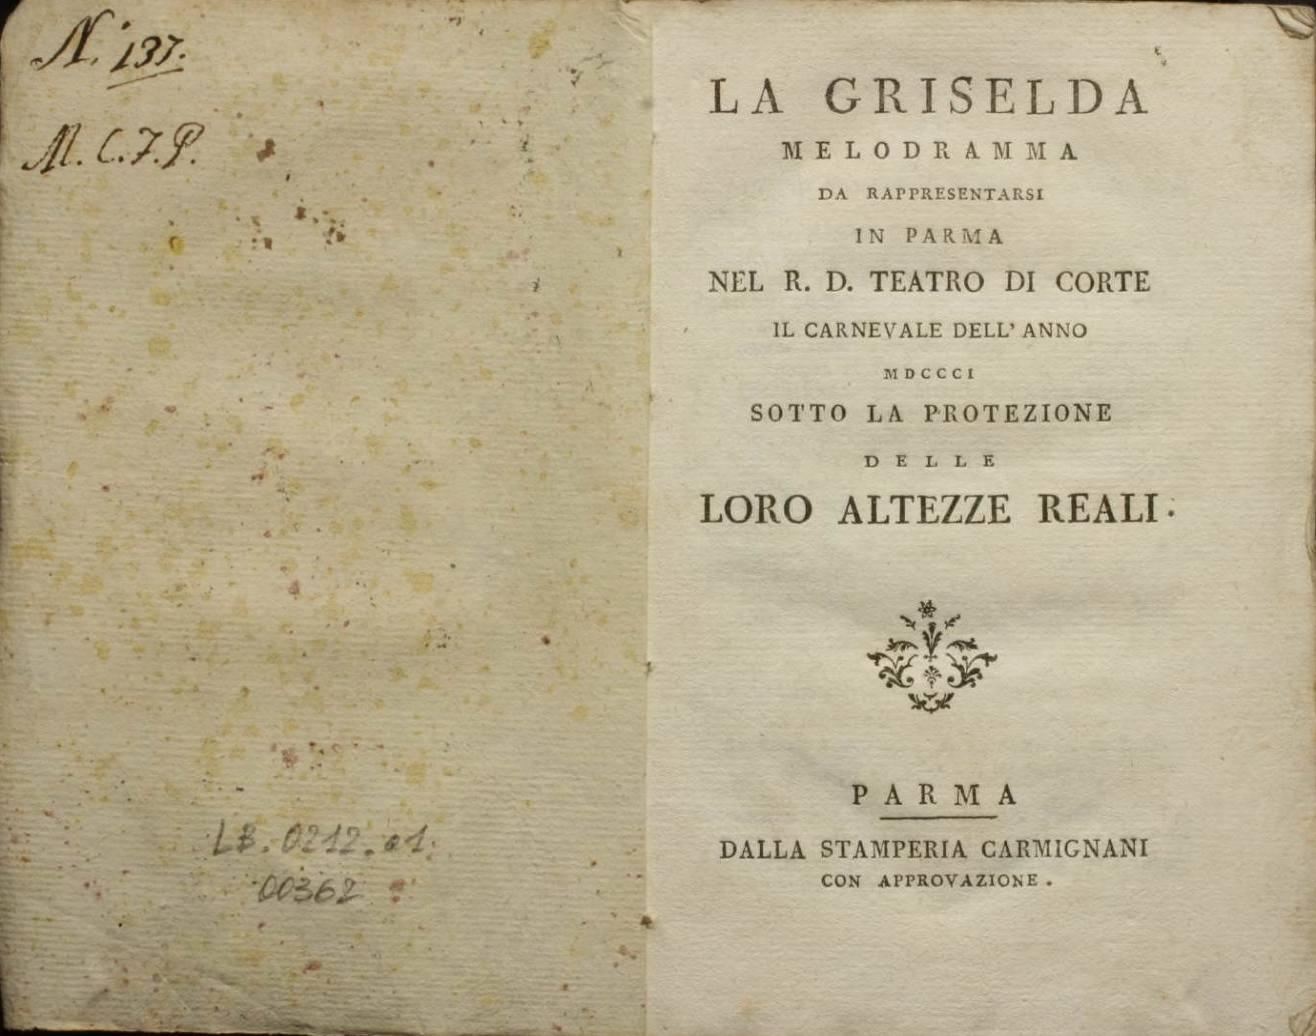 N. 137.
M. C. F. P.
LB. 0212. 01
00362
LA GRISELDA
MELODRAMMA
DA RAPPRESENTARSI
IN PARMA
NEL R. D. TEATRO DI CORTE
IL CARNEVALE DELL' ANNO
MDCCCI
SOTTO LA PROTEZIONE
DELLE
LORO ALTEZZE REALI.
PARMA
DALLA STAMPERIA CARMIGNANI
CON APPROVAZIONE.